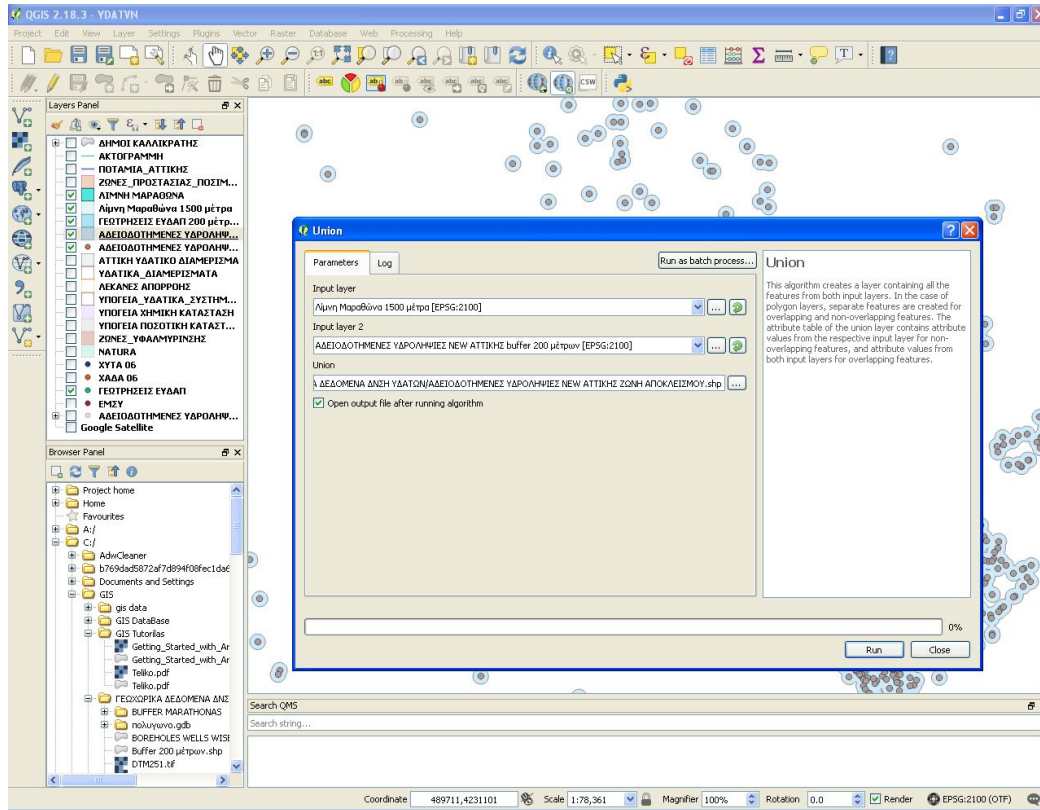 QGIS 2.18.3 - YDATVN
Project Edit View Layer Settings Plugins Vector Raster Database Web Processing Help
Layers Panel
ΔΗΜΟΙ ΚΑΛΛΙΚΡΑΤΗΣ
ΑΚΤΟΓΡΑΜΜΗ
ΠΟΤΑΜΙΑ_ΑΤΤΙΚΗΣ
ΖΩΝΕΣ_ΠΡΟΣΤΑΣΙΑΣ_ΠΟΣΙΜ...
ΛΙΜΝΗ ΜΑΡΑΘΩΝΑ
Λίμνη Μαραθώνα 1500 μέτρα
ΓΕΩΤΡΗΣΕΙΣ ΕΥΔΑΠ 200 μέτρ...
ΑΔΕΙΟΔΟΤΗΜΕΝΕΣ ΥΔΡΟΛΗΨ...
ΑΔΕΙΟΔΟΤΗΜΕΝΕΣ ΥΔΡΟΛΗΨ...
ΑΤΤΙΚΗ ΥΔΑΤΙΚΟ ΔΙΑΜΕΡΙΣΜΑ
ΥΔΑΤΙΚΑ_ΔΙΑΜΕΡΙΣΜΑΤΑ
ΛΕΚΑΝΕΣ ΑΠΟΡΡΟΗΣ
ΥΠΟΓΕΙΑ_ΥΔΑΤΙΚΑ_ΣΥΣΤΗΜ...
ΥΠΟΓΕΙΑ ΧΗΜΙΚΗ ΚΑΤΑΣΤΑΣΗ
ΥΠΟΓΕΙΑ ΠΟΣΟΤΙΚΗ ΚΑΤΑΣΤ...
ΖΩΝΕΣ_ΥΦΑΛΜΥΡΙΝΣΗΣ
NATURA
ΧΥΤΑ 06
ΧΑΔΑ 06
ΓΕΩΤΡΗΣΕΙΣ ΕΥΔΑΠ
ΕΜΣΥ
ΑΔΕΙΟΔΟΤΗΜΕΝΕΣ ΥΔΡΟΛΗΨ...
Google Satellite
Browser Panel
Project home
Home
Favourites
A:/
C:/
AdwCleaner
b769dad5872af7d894f08fec1da6
Documents and Settings
GIS
gis data
GIS DataBase
GIS Tutorilas
Getting_Started_with_Ar
Getting_Started_with_Ar
Teliko.pdf
Teliko.pdf
ΓΕΩΧΩΡΙΚΑ ΔΕΔΟΜΕΝΑ ΔΝΣ
BUFFER MARATHONAS
πολυγωνο.gdb
BOREHOLES WELLS WISE
Buffer 200 μέτρων.shp
DTM251.tif
Union
Parameters Log
Run as batch process...
Input layer
Λίμνη Μαραθώνα 1500 μέτρα [EPSG:2100]
Input layer 2
ΑΔΕΙΟΔΟΤΗΜΕΝΕΣ ΥΔΡΟΛΗΨΙΕΣ NEW ΑΤΤΙΚΗΣ buffer 200 μέτρων [EPSG:2100]
Union
Α ΔΕΔΟΜΕΝΑ ΔΝΣΗ ΥΔΑΤΩΝ/ΑΔΕΙΟΔΟΤΗΜΕΝΕΣ ΥΔΡΟΛΗΨΙΕΣ NEW ΑΤΤΙΚΗΣ ΖΩΝΗ ΑΠΟΚΛΕΙΣΜΟΥ.shp
Open output file after running algorithm
Union
This algorithm creates a layer containing all the
features from both input layers. In the case of
polygon layers, separate features are created for
overlapping and non-overlapping features. The
attribute table of the union layer contains attribute
values from the respective input layer for non-
overlapping features, and attribute values from
both input layers for overlapping features.
0%
Run Close
Search QMS
Search string...
Coordinate 489711,4231101 Scale 1:78,361 Magnifier 100% Rotation 0.0 Render EPSG:2100 (OTF)